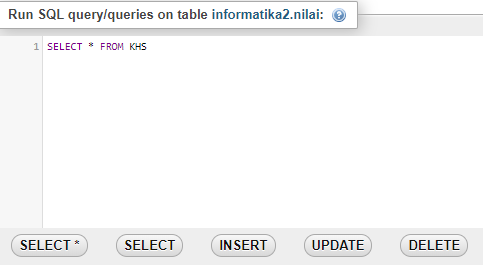 Run SQL query/queries on table informatika2.nilai:
1 SELECT * FROM KHS
SELECT * SELECT INSERT UPDATE DELETE